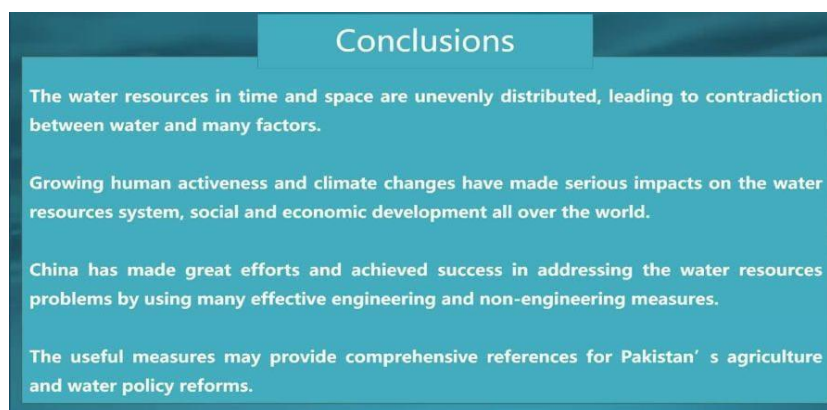 Conclusions
The water resources in time and space are unevenly distributed, leading to contradiction
between water and many factors.
Growing human activeness and climate changes have made serious impacts on the water
resources system, social and economic development all over the world.
China has made great efforts and achieved success in addressing the water resources
problems by using many effective engineering and non-engineering measures.
The useful measures may provide comprehensive references for Pakistan’ s agriculture
and water policy reforms.